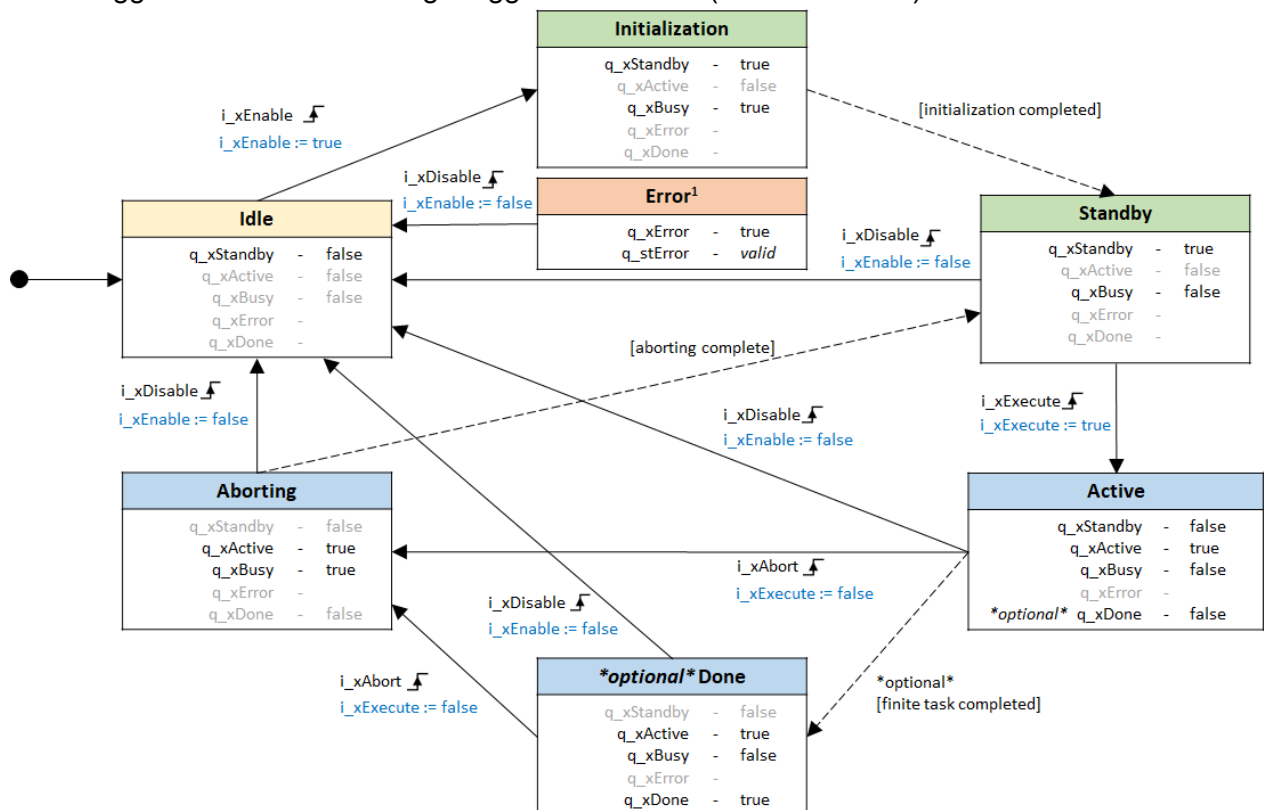 Initialization
q_xStandby - true
q_xActive - false
q_xBusy - true
q_xError -
q_xDone -
i_xEnable
i_xEnable := true
[initialization completed]
i_xDisable
i_xEnable := false
Error¹
q_xError - true
q_stError - valid
Idle
q_xStandby - false
q_xActive - false
q_xBusy - false
q_xError -
q_xDone -
Standby
q_xStandby - true
q_xActive - false
q_xBusy - false
q_xError -
q_xDone -
i_xDisable
i_xEnable := false
[aborting complete]
i_xDisable
i_xEnable := false
i_xDisable
i_xEnable := false
i_xExecute
i_xExecute := true
Aborting
q_xStandby - false
q_xActive - true
q_xBusy - true
q_xError -
q_xDone - false
Active
q_xStandby - false
q_xActive - true
q_xBusy - false
q_xError -
*optional* q_xDone - false
i_xAbort
i_xExecute := false
i_xDisable
i_xEnable := false
i_xAbort
i_xExecute := false
*optional* Done
q_xStandby - false
q_xActive - true
q_xBusy - false
q_xError -
q_xDone - true
*optional*
[finite task completed]